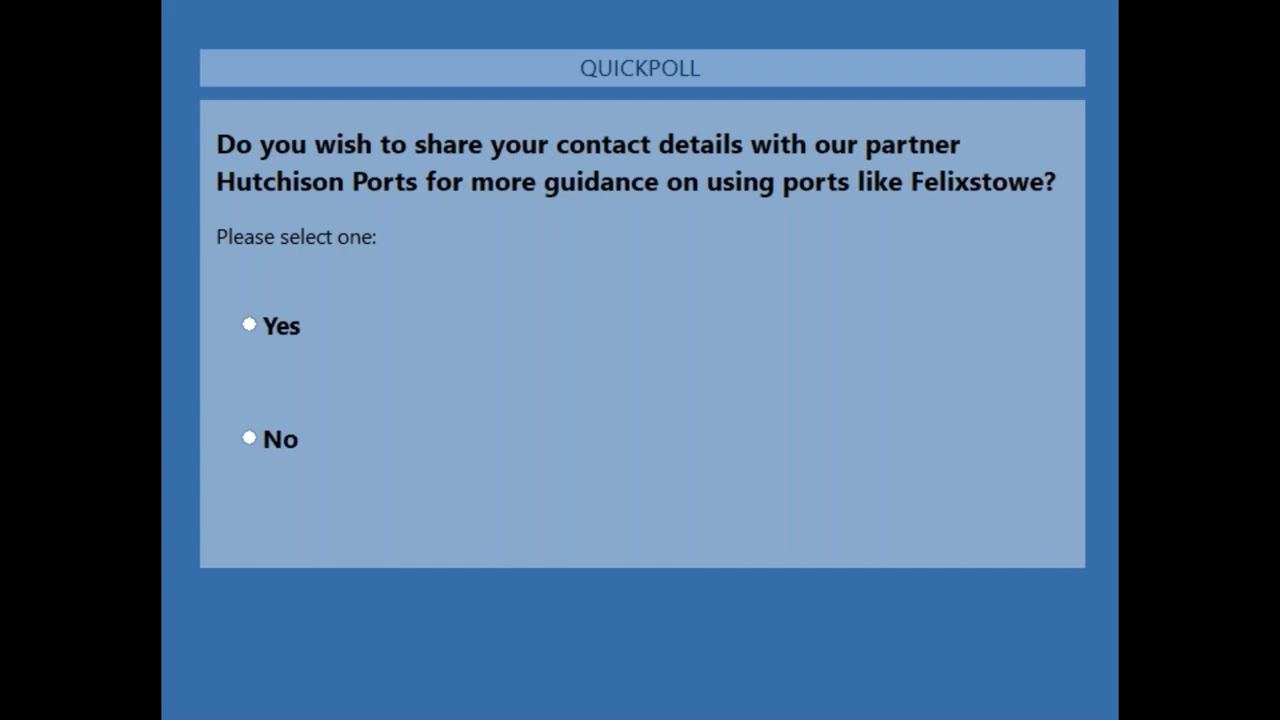 QUICKPOLL
Do you wish to share your contact details with our partner
Hutchison Ports for more guidance on using ports like Felixstowe?
Please select one:
Yes
No